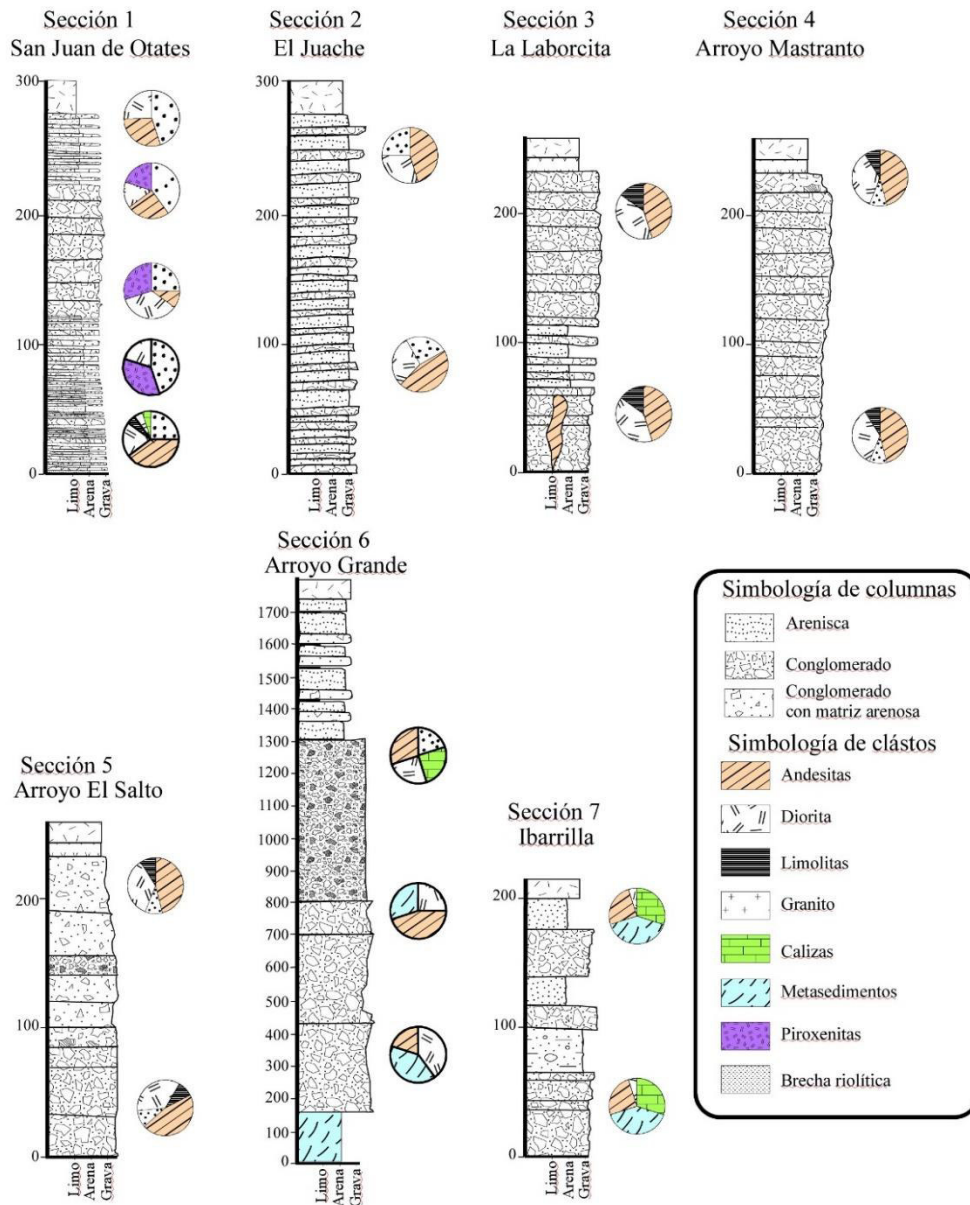 Sección 1
San Juan de Otates
300
200
100
0
Limo
Arena
Grava
Sección 2
El Juache
300
200
100
0
Limo
Arena
Grava
Sección 3
La Laborcita
200
100
0
Limo
Arena
Grava
Sección 4
Arroyo Mastranto
200
100
0
Limo
Arena
Grava
Sección 5
Arroyo El Salto
200
100
0
Limo
Arena
Grava
Sección 6
Arroyo Grande
1700
1600
1500
1400
1300
1200
1100
1000
900
800
700
600
500
400
300
200
100
0
Limo
Arena
Grava
Sección 7
Ibarrilla
200
100
0
Limo
Arena
Grava
Simbología de columnas
Arenisca
Conglomerado
Conglomerado
con matriz arenosa
Simbología de clástos
Andesitas
Diorita
Limolitas
Granito
Calizas
Metasedimentos
Piroxenitas
Brecha riolítica